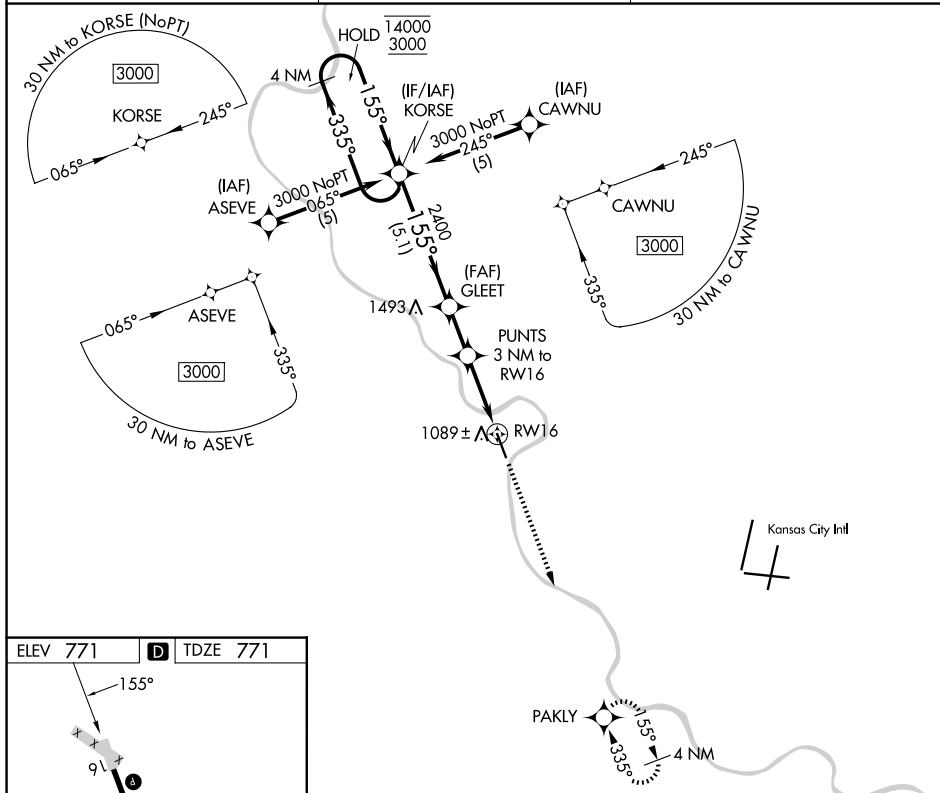 30 NM to KORSE (NoPT)
3000
KORSE
065°
245°
HOLD
14000
3000
4 NM
155°
335°
(IF/IAF)
KORSE
(IAF)
CAWNU
3000 NoPT
245°
(5)
(IAF)
ASEVE
3000 NoPT
065°
(5)
2400
155°
(5.1)
245°
CAWNU
3000
335°
30 NM to CAWNU
065°
ASEVE
3000
335°
30 NM to ASEVE
(FAF)
GLEET
1493
PUNTS
3 NM to
RW16
1089±
RW16
Kansas City Intl
PAKLY
155°
335°
4 NM
ELEV 771
D
TDZE 771
155°
x x x
16
P